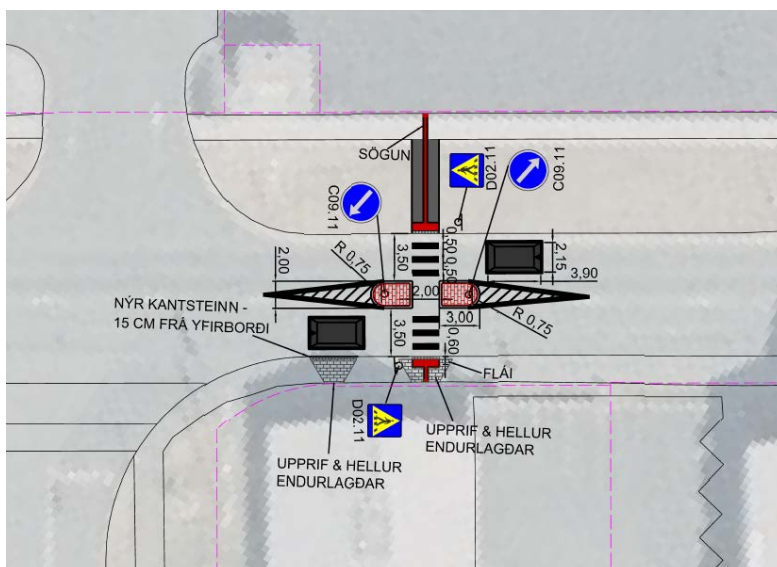 SÖGUN
D02.11
C09.11
C09.11
0,50
3,50
0,50
2,15
2,00
R 0,75
2,00
3,90
NÝR KANTSTEINN -
15 CM FRÁ YFIRBORÐI
3,00
R 0,75
3,50
0,60
FLÁI
D02.11
UPPRIF & HELLUR
ENDURLAGÐAR
UPPRIF & HELLUR
ENDURLAGÐAR